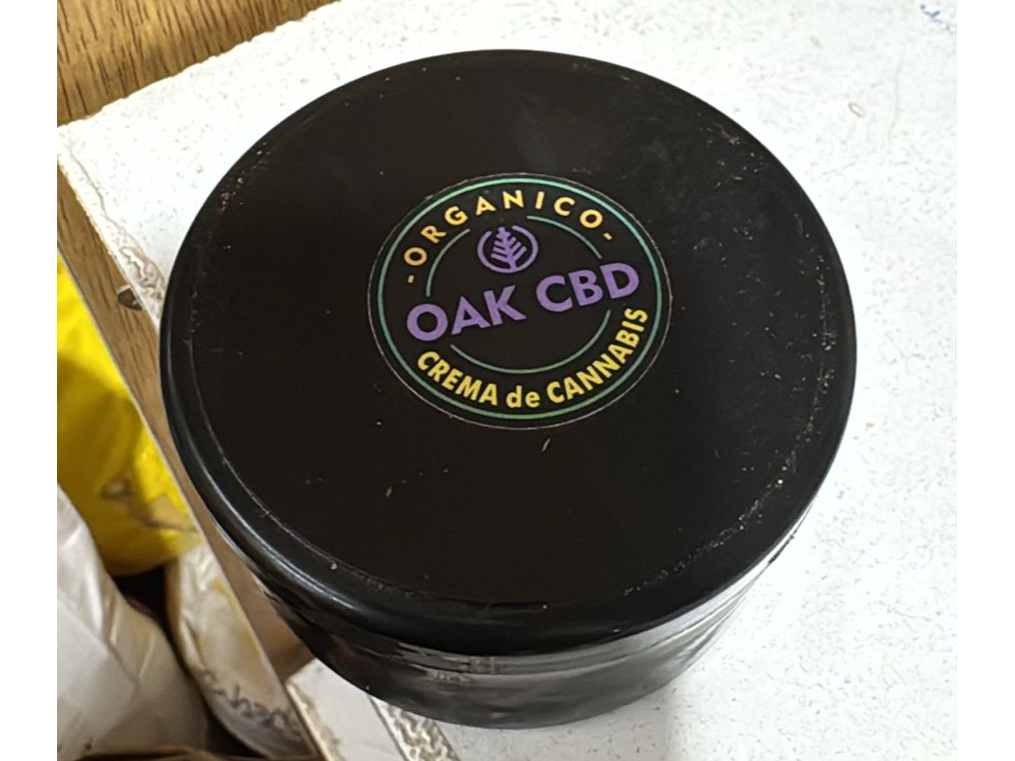 -ORGANICO-
OAK CBD
CREMA de CANNABIS